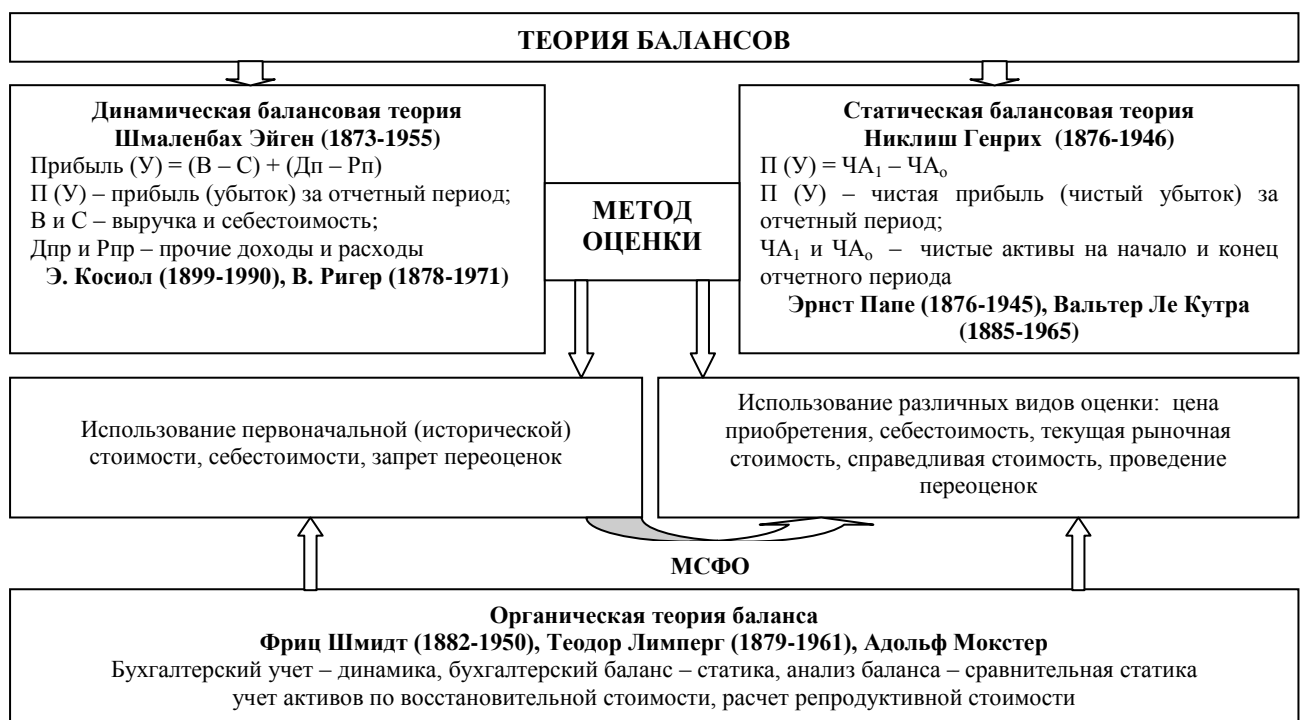 ТЕОРИЯ БАЛАНСОВ
Динамическая балансовая теория
Шмаленбах Эйген (1873-1955)
Прибыль (У) = (В – С) + (Дп – Рп)
П (У) – прибыль (убыток) за отчетный период;
В и С – выручка и себестоимость;
Дпр и Рпр – прочие доходы и расходы
Э. Косиол (1899-1990), В. Ригер (1878-1971)
МЕТОД
ОЦЕНКИ
Статическая балансовая теория
Никлиш Генрих (1876-1946)
П (У) = ЧА₁ – ЧАₒ
П (У) – чистая прибыль (чистый убыток) за
отчетный период;
ЧА₁ и ЧАₒ – чистые активы на начало и конец
отчетного периода
Эрнст Папе (1876-1945), Вальтер Ле Кутра
(1885-1965)
Использование первоначальной (исторической)
стоимости, себестоимости, запрет переоценок
Использование различных видов оценки: цена
приобретения, себестоимость, текущая рыночная
стоимость, справедливая стоимость, проведение
переоценок
МСФО
Органическая теория баланса
Фриц Шмидт (1882-1950), Теодор Лимперг (1879-1961), Адольф Мокстер
Бухгалтерский учет – динамика, бухгалтерский баланс – статика, анализ баланса – сравнительная статика
учет активов по восстановительной стоимости, расчет репродуктивной стоимости